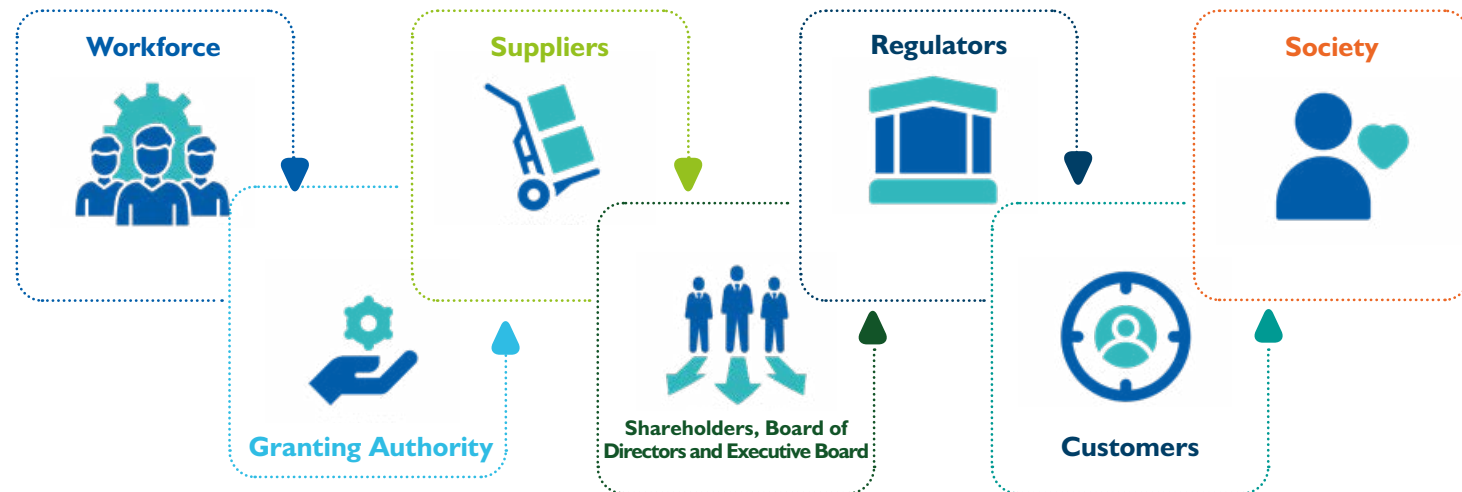 Workforce
Suppliers
Regulators
Society
Granting Authority
Shareholders, Board of
Directors and Executive Board
Customers